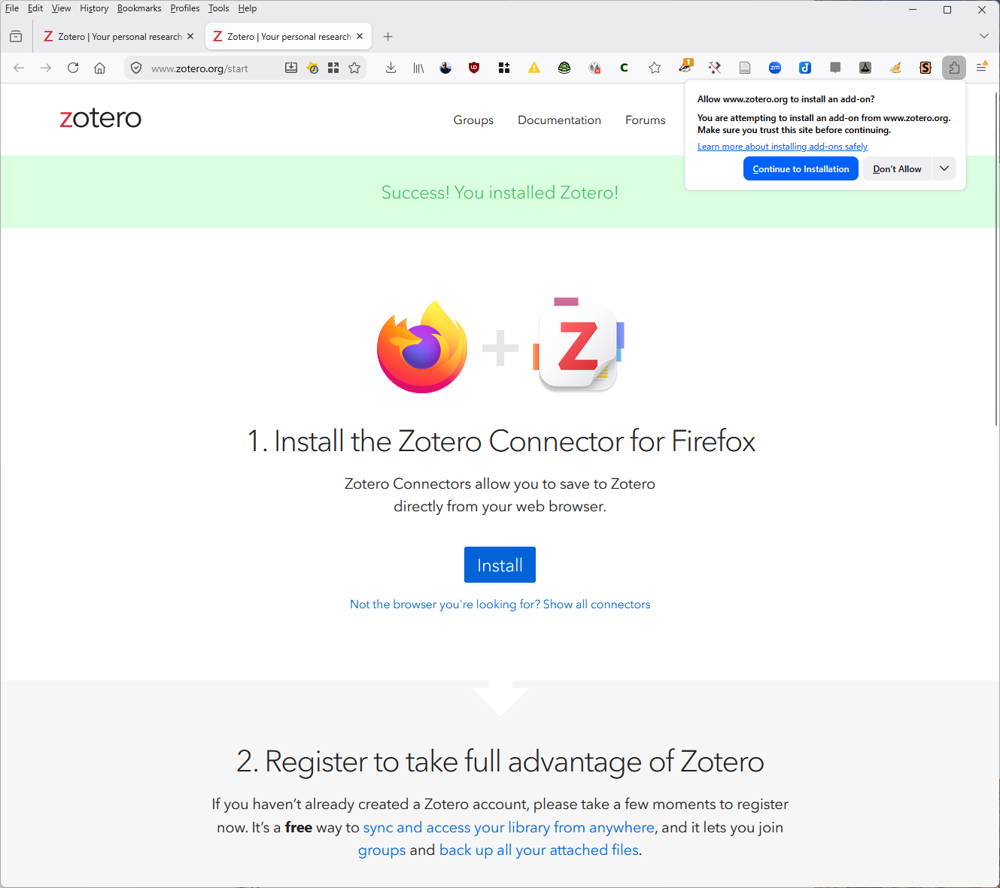 File Edit View History Bookmarks Profiles Tools Help
Zotero | Your personal research
Zotero | Your personal research
www.zotero.org/start
1
zm
Allow www.zotero.org to install an add-on?
You are attempting to install an add-on from www.zotero.org.
Make sure you trust this site before continuing.
Learn more about installing add-ons safely
Continue to Installation Don't Allow
zotero
Groups Documentation Forums
Success! You installed Zotero!
Z
1. Install the Zotero Connector for Firefox
Zotero Connectors allow you to save to Zotero
directly from your web browser.
Install
Not the browser you're looking for? Show all connectors
2. Register to take full advantage of Zotero
If you haven’t already created a Zotero account, please take a few moments to register
now. It’s a free way to sync and access your library from anywhere, and it lets you join
groups and back up all your attached files.